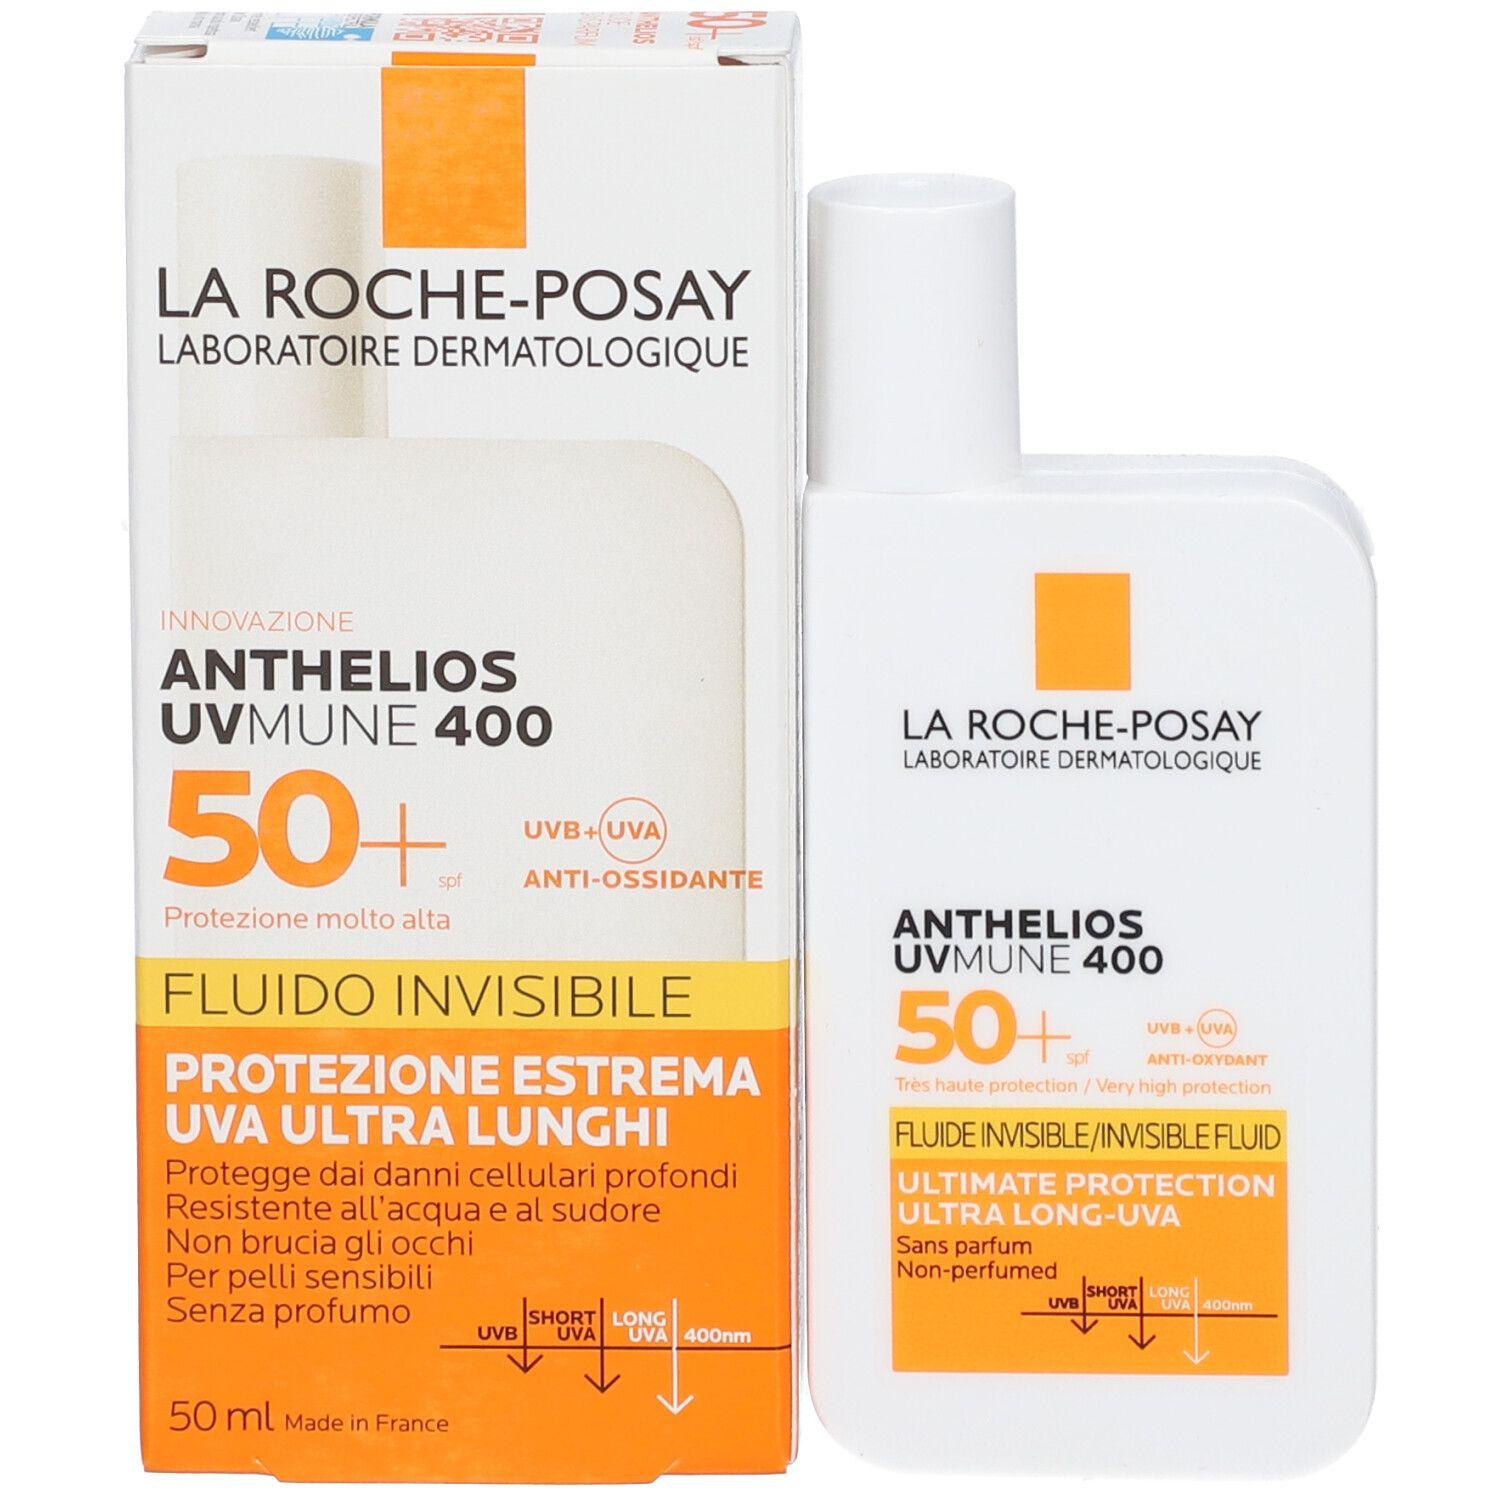 50+
ANTHELIOS
LA ROCHE-POSAY
LABORATOIRE DERMATOLOGIQUE
INNOVAZIONE
ANTHELIOS
UVMUNE 400
50+ spf
UVB + UVA
ANTI-OSSIDANTE
Protezione molto alta
FLUIDO INVISIBILE
PROTEZIONE ESTREMA
UVA ULTRA LUNGHI
Protegge dai danni cellulari profondi
Resistente all'acqua e al sudore
Non brucia gli occhi
Per pelli sensibili
Senza profumo
UVB SHORT UVA LONG UVA 400nm
50 ml Made in France
LA ROCHE-POSAY
LABORATOIRE DERMATOLOGIQUE
ANTHELIOS
UVMUNE 400
50+ spf
UVB + UVA
ANTI-OXYDANT
Très haute protection / Very high protection
FLUIDE INVISIBLE/INVISIBLE FLUID
ULTIMATE PROTECTION
ULTRA LONG-UVA
Sans parfum
Non-perfumed
UVB SHORT UVA LONG UVA 400nm